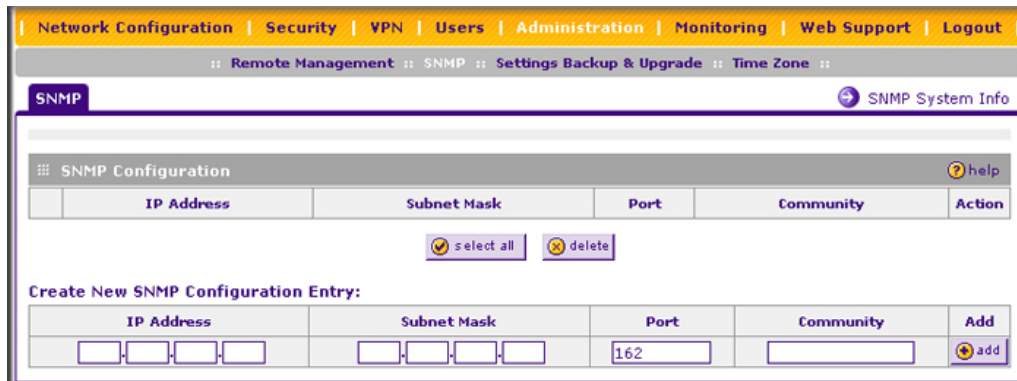 | Network Configuration | Security | VPN | Users | Administration | Monitoring | Web Support | Logout
:: Remote Management :: SNMP :: Settings Backup & Upgrade :: Time Zone ::
SNMP SNMP System Info
SNMP Configuration help
IP Address Subnet Mask Port Community Action
select all delete
Create New SNMP Configuration Entry:
IP Address Subnet Mask Port Community Add
. . . . . . 162 add